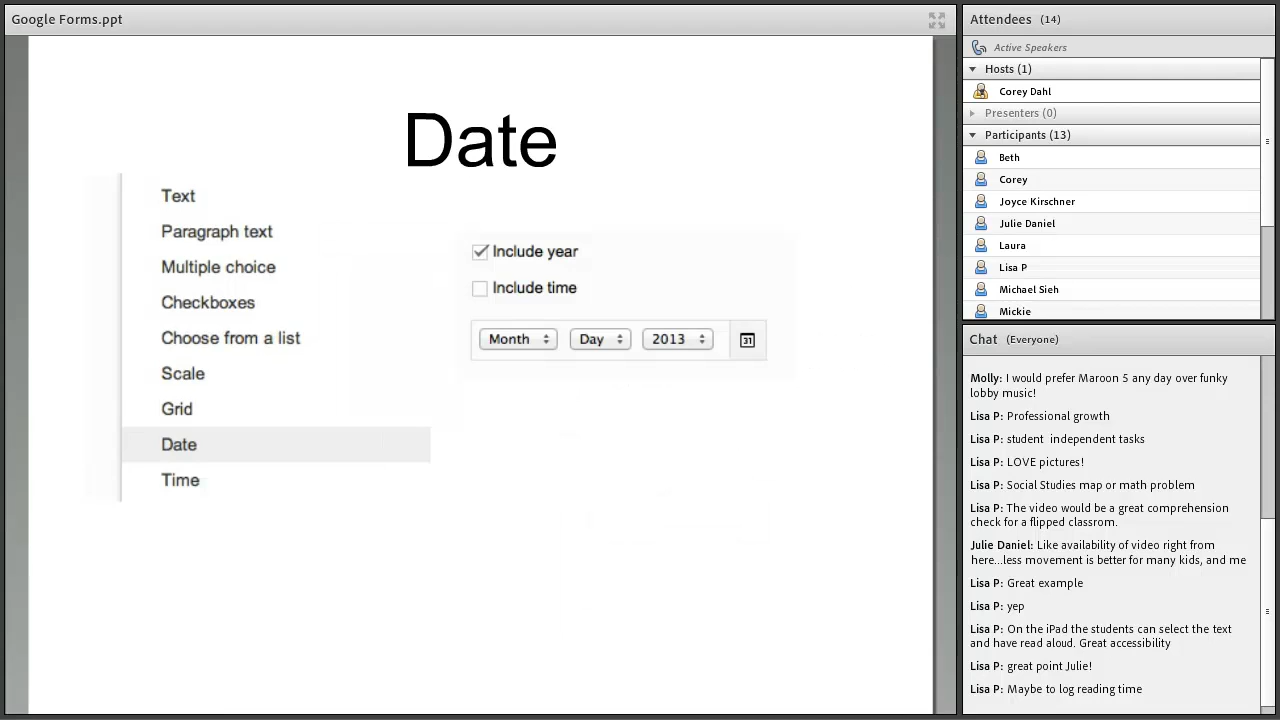 Google Forms.ppt
Date
Text
Paragraph text
Multiple choice
Checkboxes
Choose from a list
Scale
Grid
Date
Time
Include year
Include time
Month Day 2013 31
Attendees (14)
Active Speakers
Hosts (1)
Corey Dahl
Presenters (0)
Participants (13)
Beth
Corey
Joyce Kirschner
Julie Daniel
Laura
Lisa P
Michael Sieh
Mickie
Chat (Everyone)
Molly: I would prefer Maroon 5 any day over funky
lobby music!
Lisa P: Professional growth
Lisa P: student independent tasks
Lisa P: LOVE pictures!
Lisa P: Social Studies map or math problem
Lisa P: The video would be a great comprehension
check for a flipped classrom.
Julie Daniel: Like availability of video right from
here...less movement is better for many kids, and me
Lisa P: Great example
Lisa P: yep
Lisa P: On the iPad the students can select the text
and have read aloud. Great accessibility
Lisa P: great point Julie!
Lisa P: Maybe to log reading time